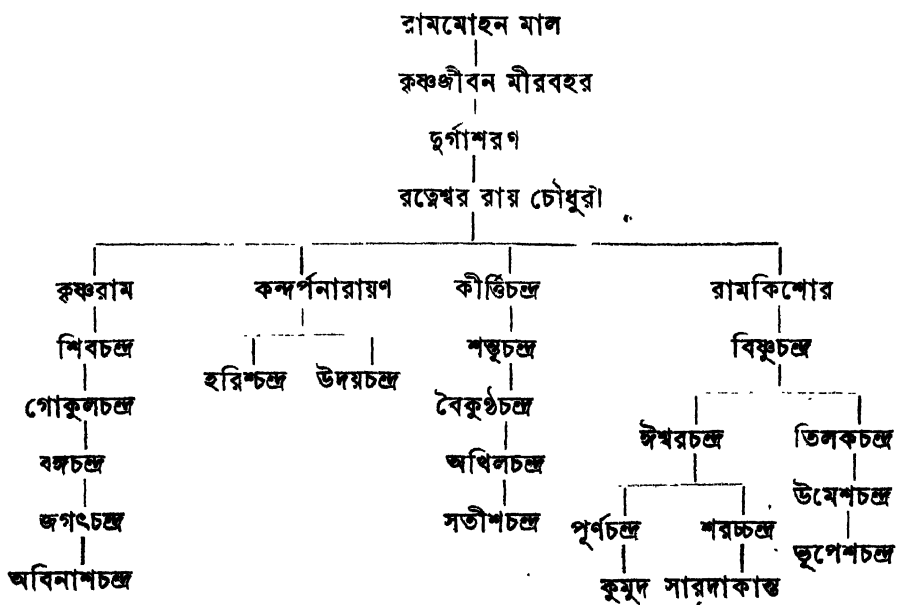 রামমোহন মাল
কৃষ্ণজীবন মীরবহর
দুর্গাশরণ
রত্নেশ্বর রায় চৌধুরী
কৃষ্ণরাম কন্দর্পনারায়ণ কীর্ত্তিচন্দ্র রামকিশোর
শিবচন্দ্র শম্ভূচন্দ্র বিষ্ণুচন্দ্র
হরিশ্চন্দ্র উদয়চন্দ্র
গোকুলচন্দ্র বৈকুণ্ঠচন্দ্র
ঈশ্বরচন্দ্র তিলকচন্দ্র
বঙ্গচন্দ্র অখিলচন্দ্র
উমেশচন্দ্র
জগৎচন্দ্র সতীশচন্দ্র পূর্ণচন্দ্র শরচ্চন্দ্র
ভূপেশচন্দ্র
অবিনাশচন্দ্র কুমুদ সারদাকান্ত